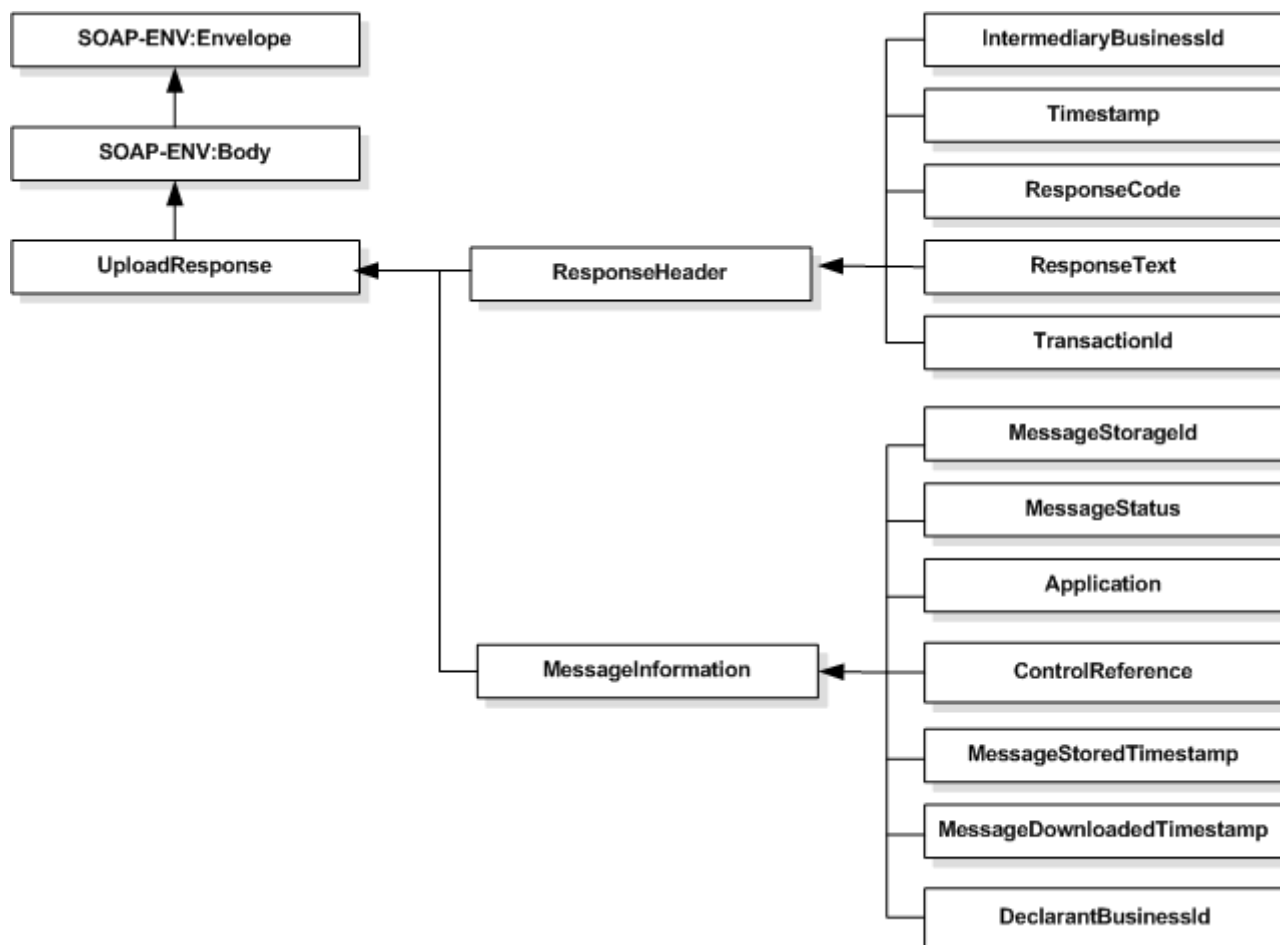 SOAP-ENV:Envelope
SOAP-ENV:Body
UploadResponse
ResponseHeader
IntermediaryBusinessId
Timestamp
ResponseCode
ResponseText
TransactionId
MessageInformation
MessageStorageId
MessageStatus
Application
ControlReference
MessageStoredTimestamp
MessageDownloadedTimestamp
DeclarantBusinessId